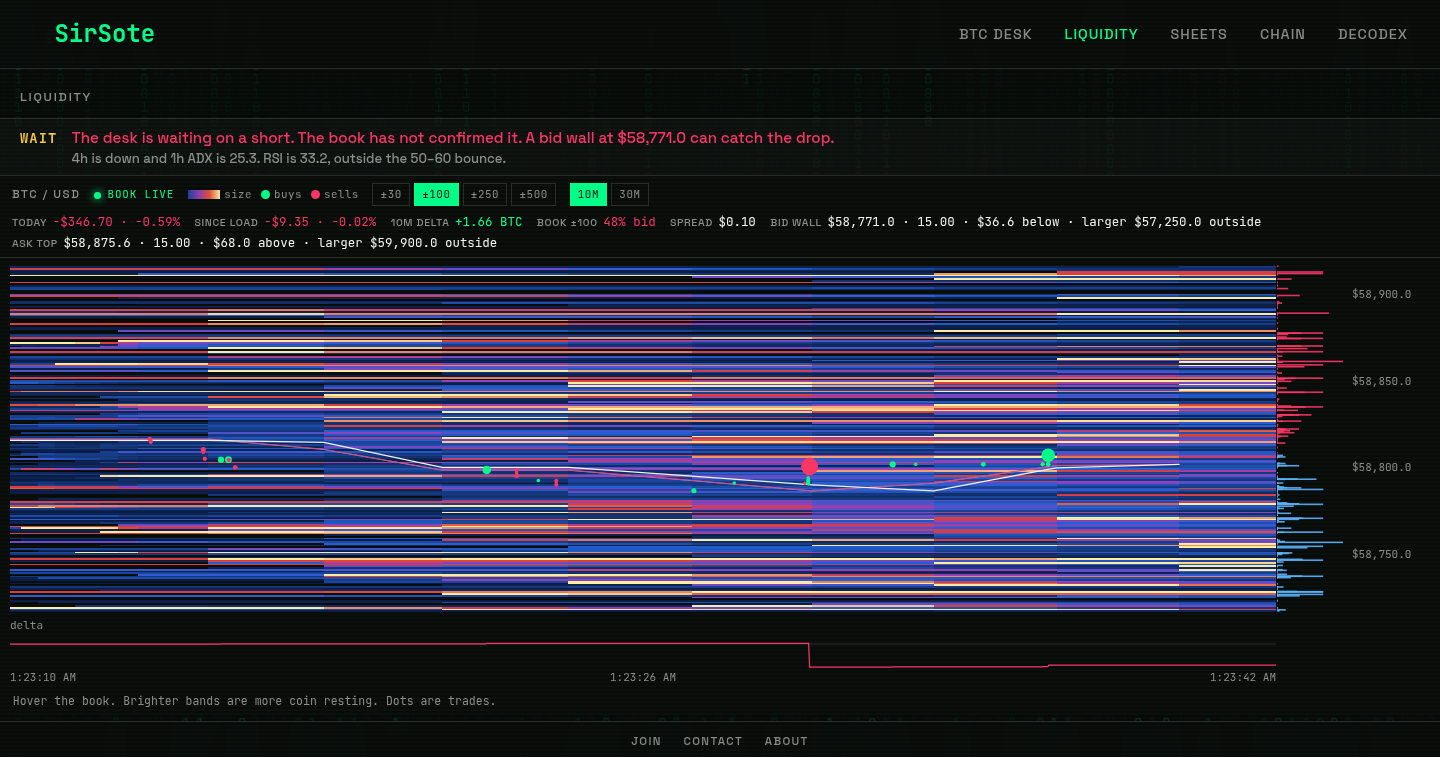 SirSote
BTC DESK LIQUIDITY SHEETS CHAIN DECODEX
LIQUIDITY
WAIT The desk is waiting on a short. The book has not confirmed it. A bid wall at $58,771.0 can catch the drop.
4h is down and 1h ADX is 25.3. RSI is 33.2, outside the 50–60 bounce.
BTC / USD BOOK LIVE size buys sells ±30 ±100 ±250 ±500 10M 30M
TODAY -$346.70 · -0.59% SINCE LOAD -$9.35 · -0.02% 10M DELTA +1.66 BTC BOOK ±100 48% bid SPREAD $0.10 BID WALL $58,771.0 · 15.00 · $36.6 below · larger $57,250.0 outside
ASK TOP $58,875.6 · 15.00 · $68.0 above · larger $59,900.0 outside
$58,900.0
$58,850.0
$58,800.0
$58,750.0
delta
1:23:10 AM 1:23:26 AM 1:23:42 AM
Hover the book. Brighter bands are more coin resting. Dots are trades.
JOIN CONTACT ABOUT